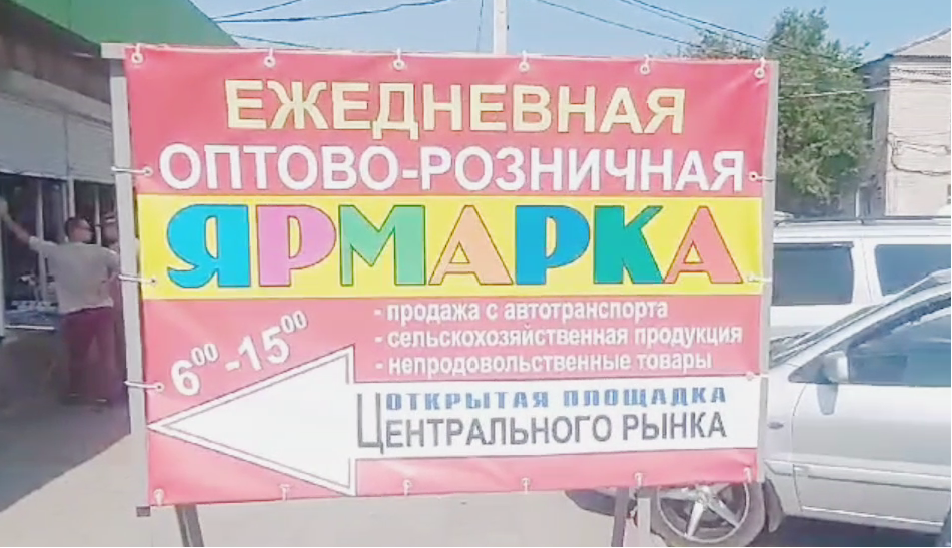 ЕЖЕДНЕВНАЯ
ОПТОВО-РОЗНИЧНАЯ
ЯРМАРКА
6⁰⁰-15⁰⁰
- продажа с автотранспорта
- сельскохозяйственная продукция
- непродовольственные товары
ОТКРЫТАЯ ПЛОЩАДКА
ЦЕНТРАЛЬНОГО РЫНКА